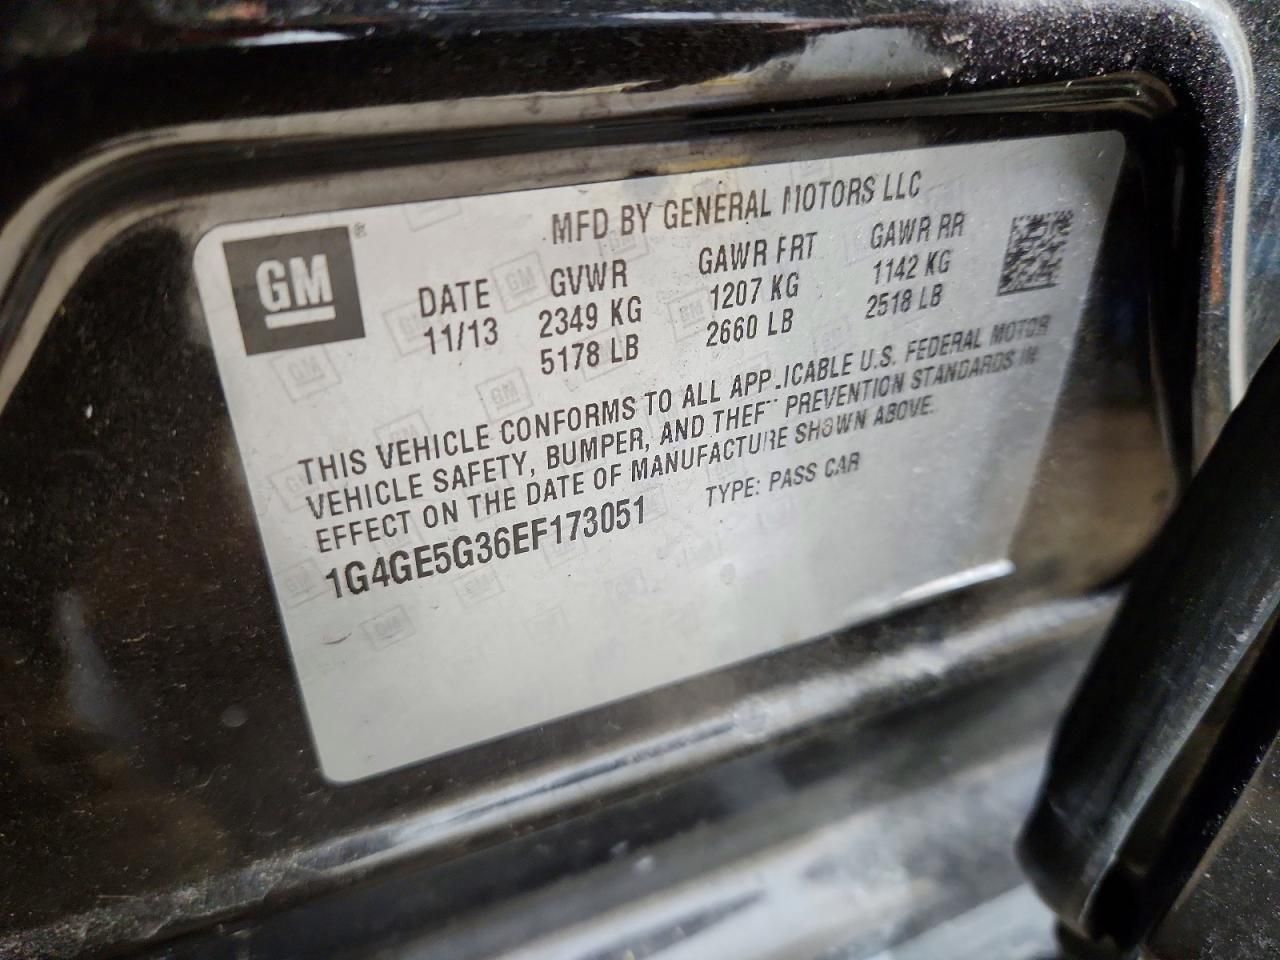 GM
MFD BY GENERAL MOTORS LLC
DATE GVWR GAWR FRT GAWR RR
11/13 2349 KG 1207 KG 1142 KG
5178 LB 2660 LB 2518 LB
THIS VEHICLE CONFORMS TO ALL APPLICABLE U.S. FEDERAL MOTOR
VEHICLE SAFETY, BUMPER, AND THEFT PREVENTION STANDARDS IN
EFFECT ON THE DATE OF MANUFACTURE SHOWN ABOVE.
1G4GE5G36EF173051 TYPE: PASS CAR